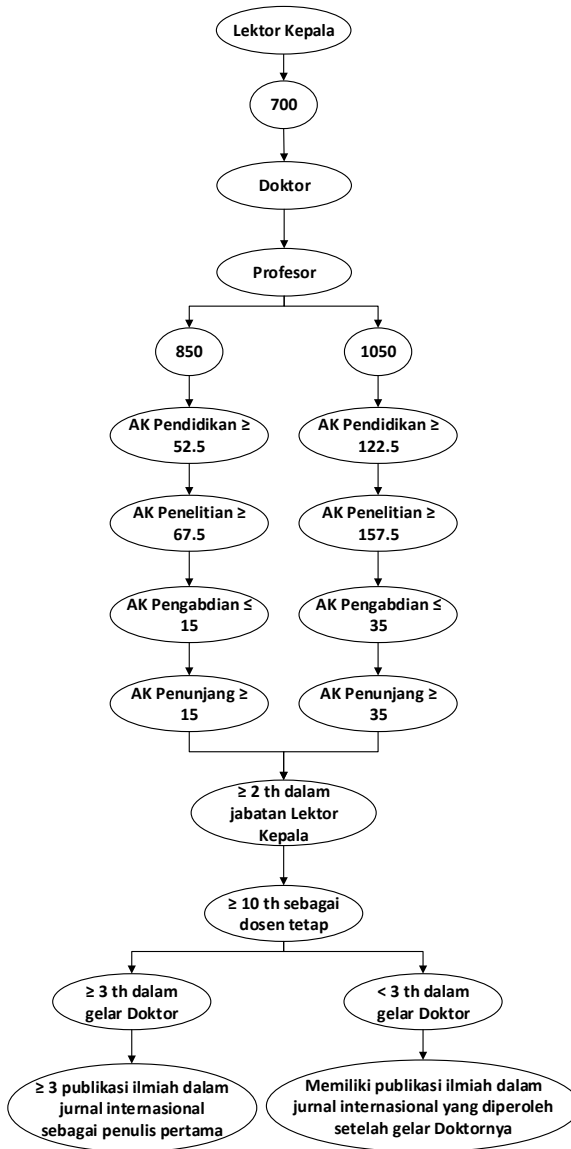 Lektor Kepala
700
Doktor
Profesor
850
1050
AK Pendidikan ≥
52.5
AK Pendidikan ≥
122.5
AK Penelitian ≥
67.5
AK Penelitian ≥
157.5
AK Pengabdian ≤
15
AK Pengabdian ≤
35
AK Penunjang ≥
15
AK Penunjang ≥
35
≥ 2 th dalam
jabatan Lektor
Kepala
≥ 10 th sebagai
dosen tetap
≥ 3 th dalam
gelar Doktor
< 3 th dalam
gelar Doktor
≥ 3 publikasi ilmiah dalam
jurnal internasional
sebagai penulis pertama
Memiliki publikasi ilmiah dalam
jurnal internasional yang diperoleh
setelah gelar Doktornya